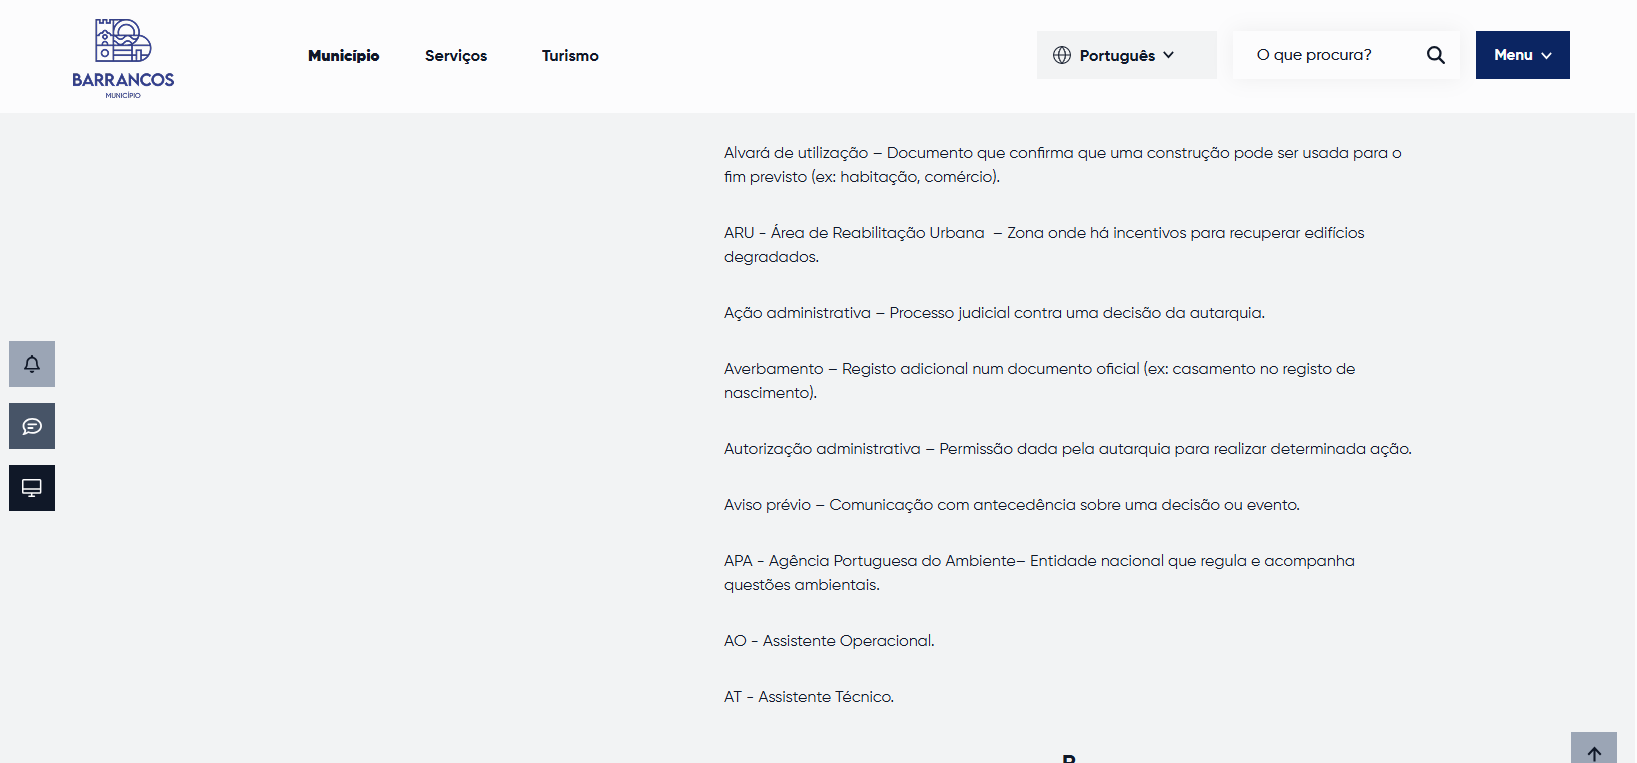 BARRANCOS
MUNICÍPIO
Município
Serviços
Turismo
Português
O que procura?
Menu
Alvará de utilização – Documento que confirma que uma construção pode ser usada para o
fim previsto (ex: habitação, comércio).
ARU - Área de Reabilitação Urbana – Zona onde há incentivos para recuperar edifícios
degradados.
Ação administrativa – Processo judicial contra uma decisão da autarquia.
Averbamento – Registo adicional num documento oficial (ex: casamento no registo de
nascimento).
Autorização administrativa – Permissão dada pela autarquia para realizar determinada ação.
Aviso prévio – Comunicação com antecedência sobre uma decisão ou evento.
APA - Agência Portuguesa do Ambiente– Entidade nacional que regula e acompanha
questões ambientais.
AO - Assistente Operacional.
AT - Assistente Técnico.